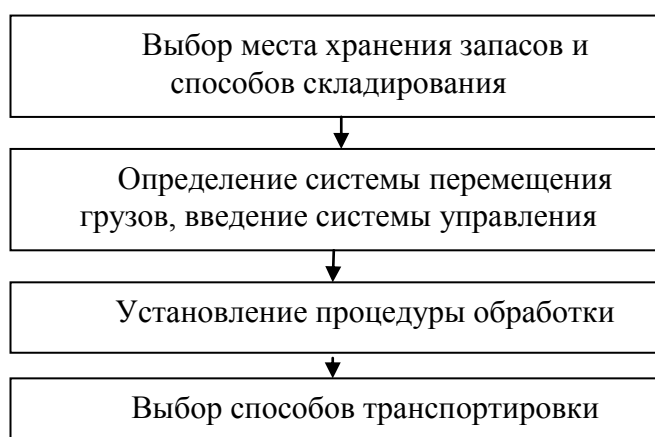 Выбор места хранения запасов и
способов складирования
Определение системы перемещения
грузов, введение системы управления
Установление процедуры обработки
Выбор способов транспортировки